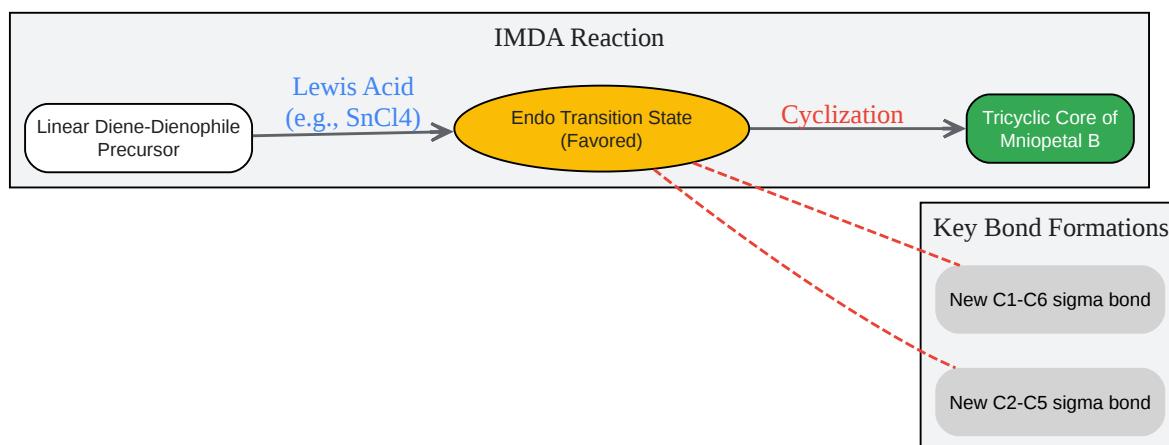 IMDA Reaction
Linear Diene-Dienophile
Precursor
Lewis Acid
(e.g., SnCl4)
Endo Transition State
(Favored)
Cyclization
Tricyclic Core of
Mniopetal B
Key Bond Formations
New C1-C6 sigma bond
New C2-C5 sigma bond